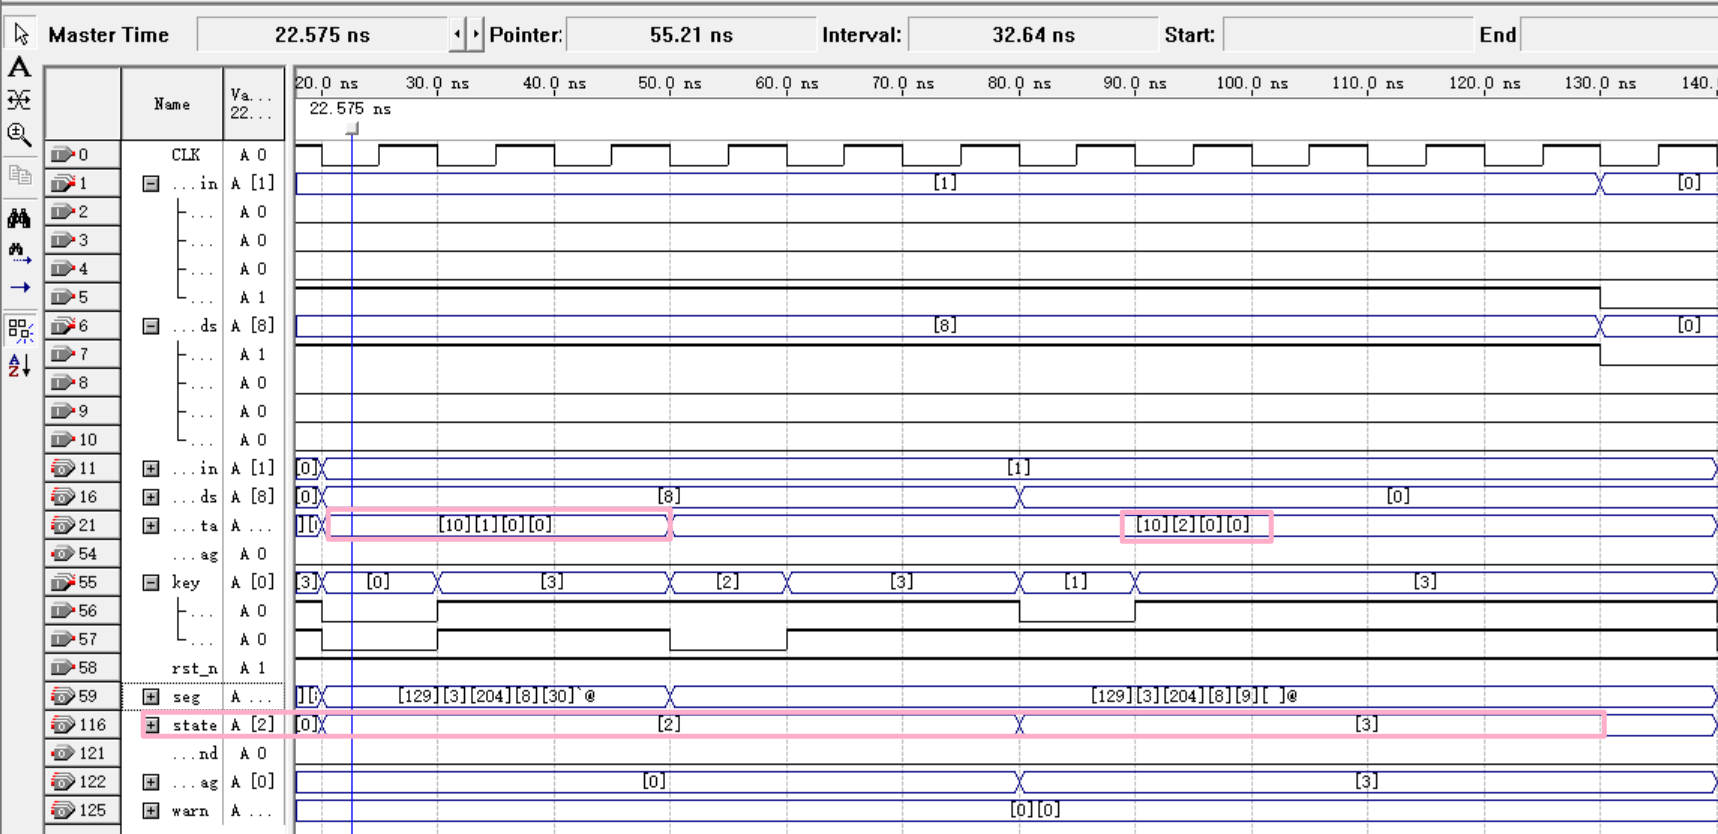 Master Time 22.575 ns Pointer: 55.21 ns Interval: 32.64 ns Start: End
Name Va... 22... 20.0 ns 30.0 ns 40.0 ns 50.0 ns 60.0 ns 70.0 ns 80.0 ns 90.0 ns 100.0 ns 110.0 ns 120.0 ns 130.0 ns 140.
22.575 ns
0 CLK A 0
1 ...in A [1] [1] [0]
2 ... A 0
3 ... A 0
4 ... A 0
5 ... A 1
6 ...ds A [8] [8] [0]
7 ... A 1
8 ... A 0
9 ... A 0
10 ... A 0
11 ...in A [1] [0] [1]
16 ...ds A [8] [0] [8] [0]
21 ...ta A ... [10][1][0][0] [10][2][0][0]
54 ...ag A 0
55 key A [0] [3] [0] [3] [2] [3] [1] [3]
56 ... A 0
57 ... A 0
58 rst_n A 1
59 seg A ... [129][3][204][8][30]`@ [129][3][204][8][9][ ]@
116 state A [2] [0] [2] [3]
121 ...nd A 0
122 ...ag A [0] [0] [3]
125 warn A ... [0][0]